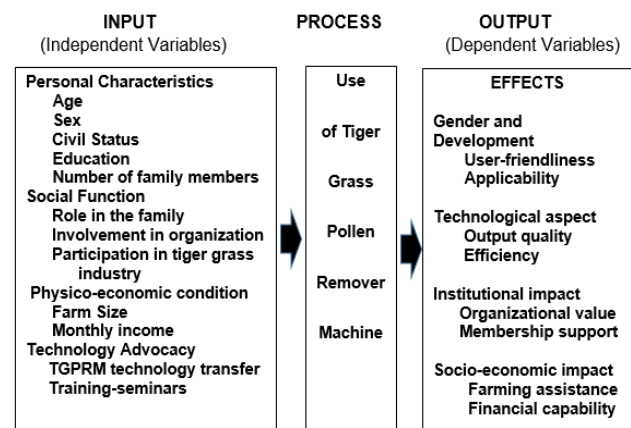 INPUT
(Independent Variables)
Personal Characteristics
Age
Sex
Civil Status
Education
Number of family members
Social Function
Role in the family
Involvement in organization
Participation in tiger grass
industry
Physico-economic condition
Farm Size
Monthly income
Technology Advocacy
TGPRM technology transfer
Training-seminars
PROCESS
Use
of Tiger
Grass
Pollen
Remover
Machine
OUTPUT
(Dependent Variables)
EFFECTS
Gender and
Development
User-friendliness
Applicability
Technological aspect
Output quality
Efficiency
Institutional impact
Organizational value
Membership support
Socio-economic impact
Farming assistance
Financial capability